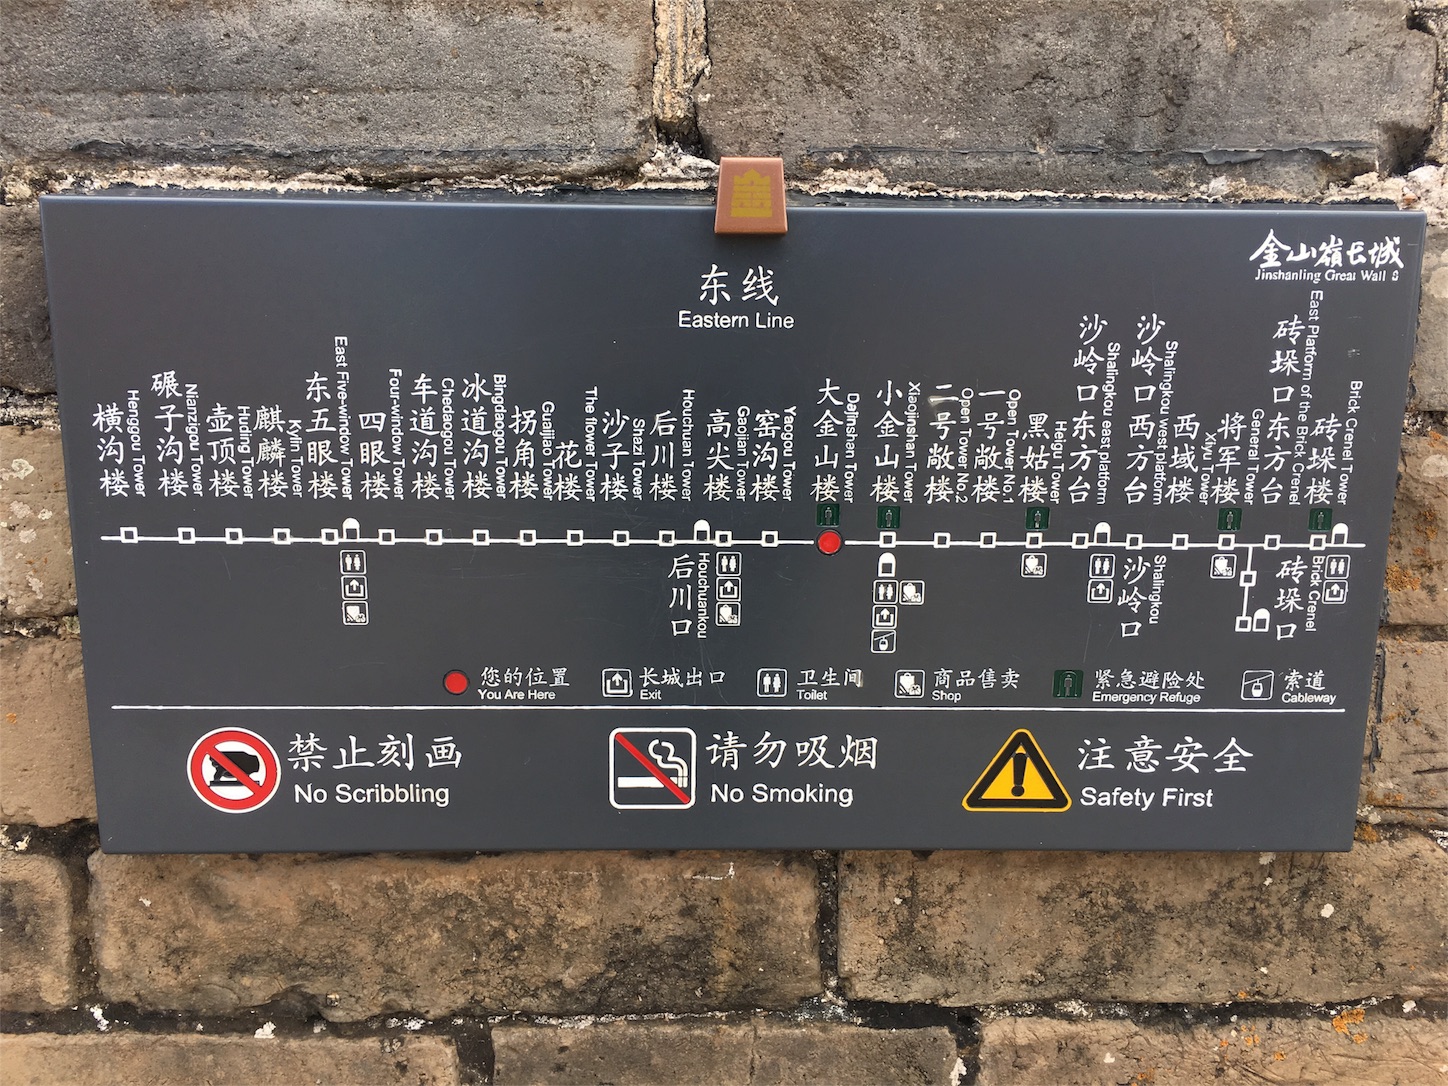 金山嶺长城
Jinshanling Great Wall
东线
Eastern Line
横沟楼
Henggou Tower
碾子沟楼
Nianzigou Tower
壶顶楼
Huding Tower
麒麟楼
Kylin Tower
东五眼楼
East Five-window Tower
四眼楼
Four-window Tower
车道沟楼
Chedaogou Tower
冰道沟楼
Bingdaogou Tower
拐角楼
Guaijiao Tower
花楼
The flower Tower
沙子楼
Shazi Tower
后川楼
Houchuan Tower
高尖楼
Gaojian Tower
窑沟楼
Yaogou Tower
大金山楼
Dajinshan Tower
小金山楼
Xiaojinshan Tower
二号敞楼
Open Tower No.2
一号敞楼
Open Tower No.1
黑姑楼
Heigu Tower
沙岭口东方台
Shalingkou east platform
沙岭口西方台
Shalingkou west platform
西域楼
Xiyu Tower
将军楼
General Tower
砖垛口东方台
East Platform of the Brick Crenel
砖垛楼
Brick Crenel Tower
后川口
Houchuankou
沙岭口
Shalingkou
砖垛口
Brick Crenel
您的位置
You Are Here
长城出口
Exit
卫生间
Toilet
商品售卖
Shop
紧急避险处
Emergency Refuge
索道
Cableway
禁止刻画
No Scribbling
请勿吸烟
No Smoking
注意安全
Safety First